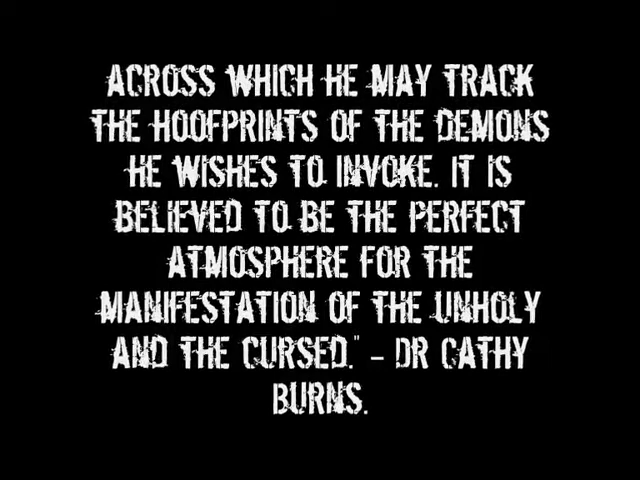 ACROSS WHICH HE MAY TRACK
THE HOOFPRINTS OF THE DEMONS
HE WISHES TO INVOKE. IT IS
BELIEVED TO BE THE PERFECT
ATMOSPHERE FOR THE
MANIFESTATION OF THE UNHOLY
AND THE CURSED." – DR CATHY
BURNS.